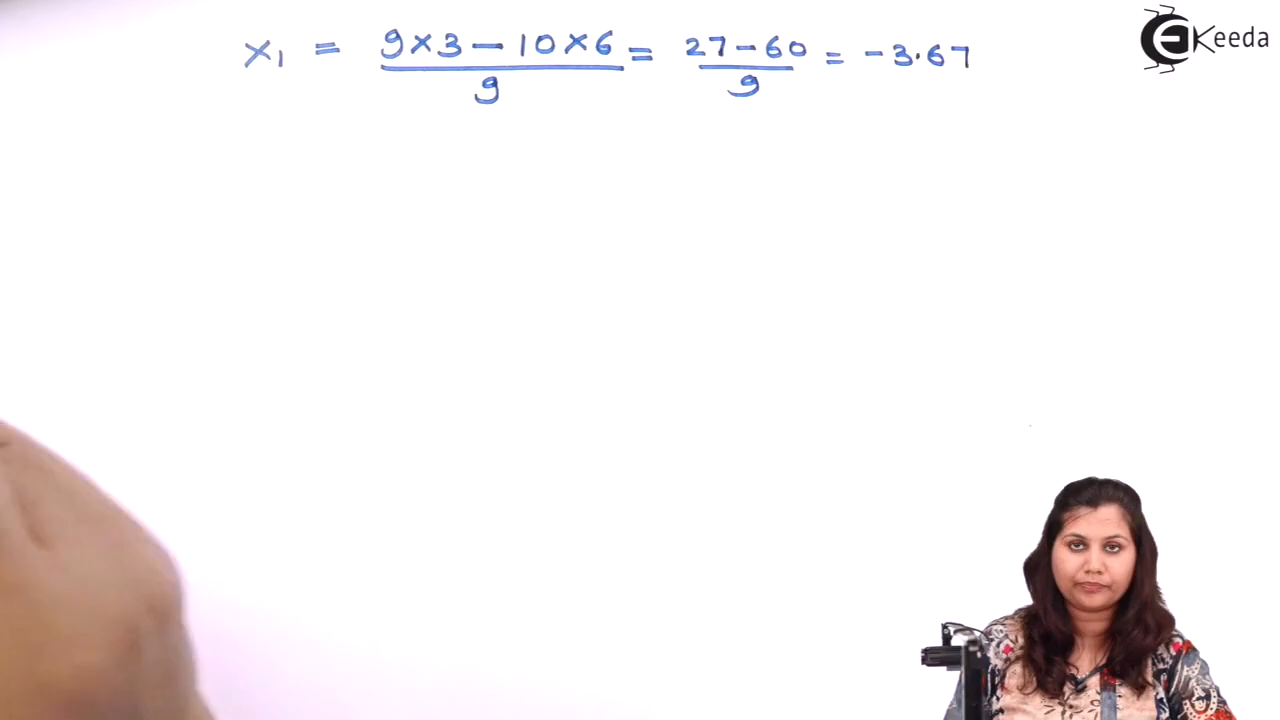 x₁ = (9×3 − 10×6)/9 = (27−60)/9 = −3.67
EKeeda